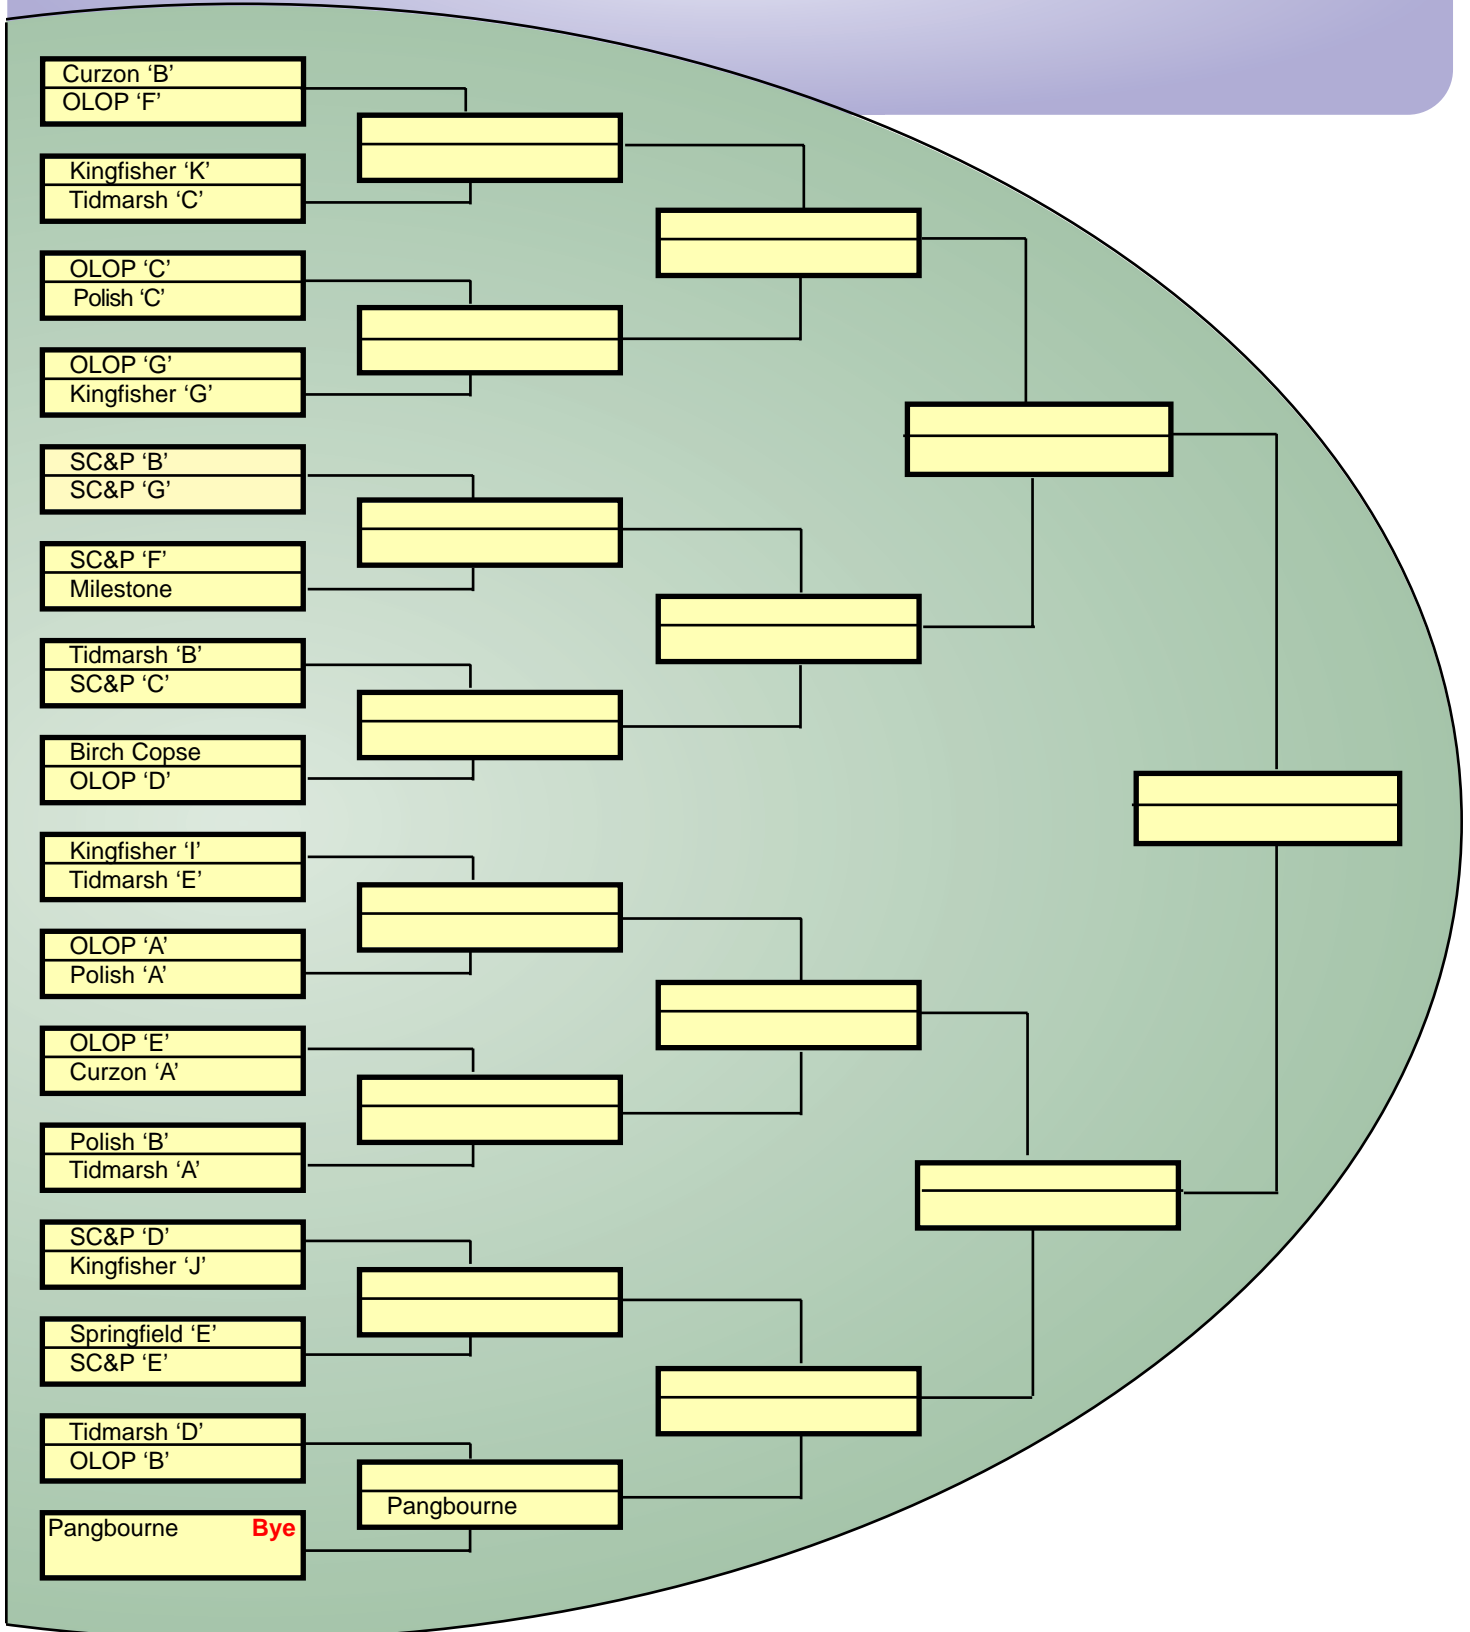 Curzon ‘B’
OLOP ‘F’
Kingfisher ‘K’
Tidmarsh ‘C’
OLOP ‘C’
Polish ‘C’
OLOP ‘G’
Kingfisher ‘G’
SC&P ‘B’
SC&P ‘G’
SC&P ‘F’
Milestone
Tidmarsh ‘B’
SC&P ‘C’
Birch Copse
OLOP ‘D’
Kingfisher ‘I’
Tidmarsh ‘E’
OLOP ‘A’
Polish ‘A’
OLOP ‘E’
Curzon ‘A’
Polish ‘B’
Tidmarsh ‘A’
SC&P ‘D’
Kingfisher ‘J’
Springfield ‘E’
SC&P ‘E’
Tidmarsh ‘D’
OLOP ‘B’
Pangbourne Bye
Pangbourne